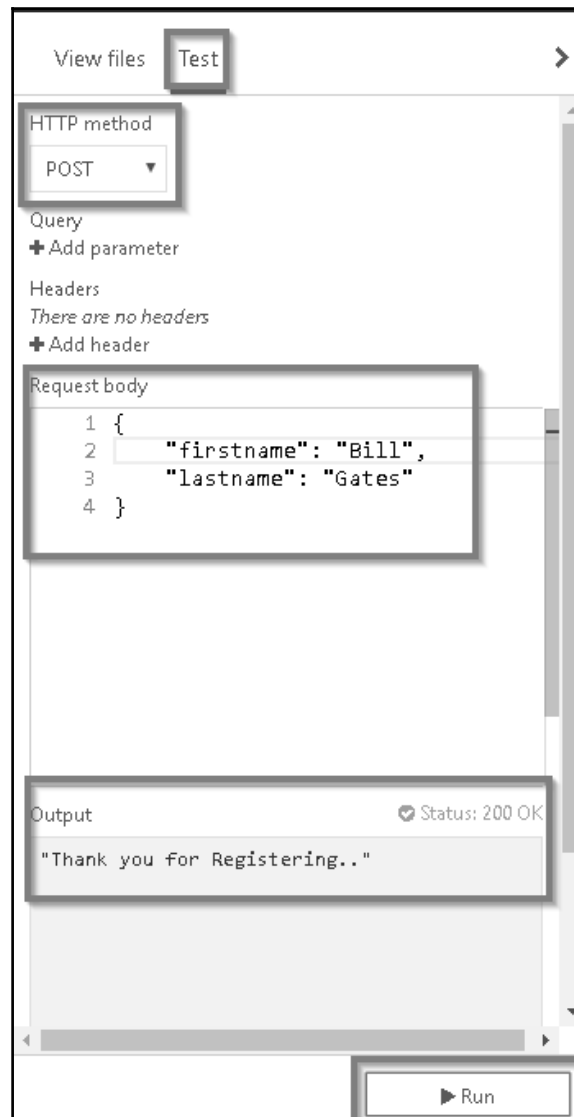 View files Test
HTTP method
POST
Query
+ Add parameter
Headers
There are no headers
+ Add header
Request body
1 {
2 "firstname": "Bill",
3 "lastname": "Gates"
4 }
Output Status: 200 OK
"Thank you for Registering.."
Run